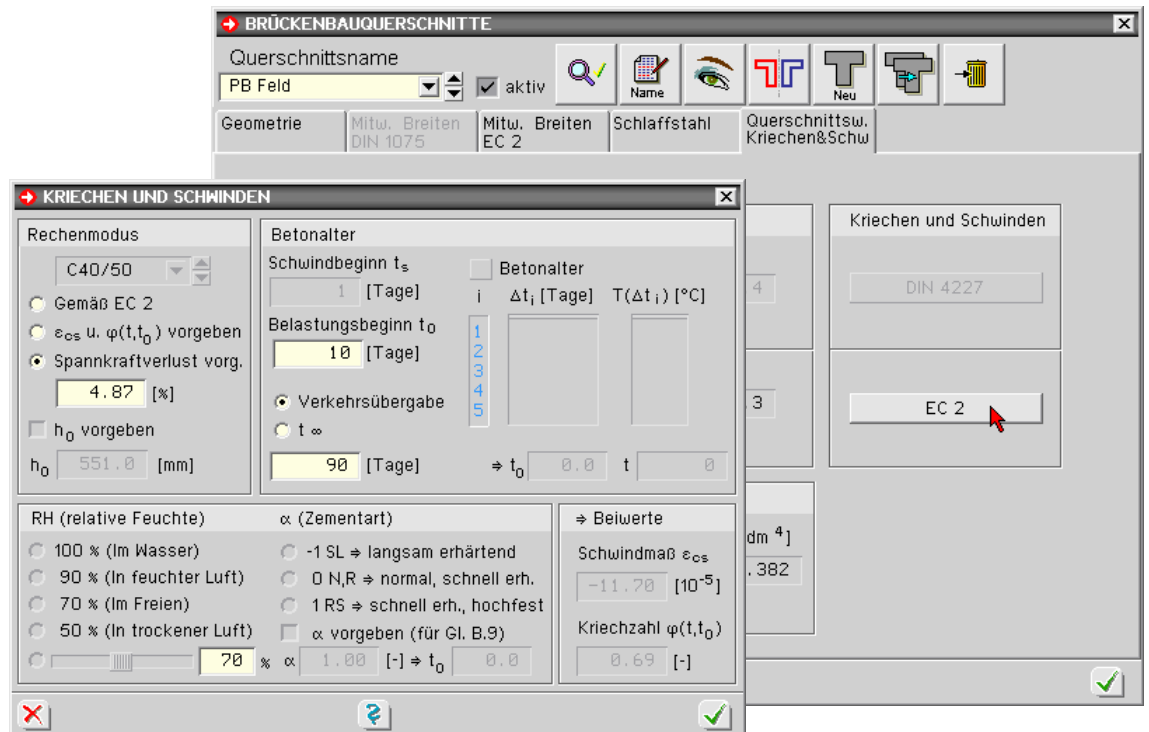 BRÜCKENBAUQUERSCHNITTE
Querschnittsname
PB Feld
aktiv
Name
Neu
Geometrie
Mitw. Breiten
DIN 1075
Mitw. Breiten
EC 2
Schlaffstahl
Querschnittsw.
Kriechen&Schw
Kriechen und Schwinden
4
DIN 4227
3
EC 2
dm ⁴]
.382
KRIECHEN UND SCHWINDEN
Rechenmodus
C40/50
Gemäß EC 2
εcs u. φ(t,t₀) vorgeben
Spannkraftverlust vorg.
4.87 [%]
h₀ vorgeben
h₀ 551.0 [mm]
Betonalter
Schwindbeginn tₛ
1 [Tage]
Belastungsbeginn t₀
10 [Tage]
Verkehrsübergabe
t ∞
90 [Tage]
Betonalter
i Δtᵢ [Tage] T(Δtᵢ) [°C]
1
2
3
4
5
⇒ t₀ 0.0 t 0
RH (relative Feuchte)
100 % (Im Wasser)
90 % (In feuchter Luft)
70 % (Im Freien)
50 % (In trockener Luft)
70 %
α (Zementart)
-1 SL ⇒ langsam erhärtend
0 N,R ⇒ normal, schnell erh.
1 RS ⇒ schnell erh., hochfest
α vorgeben (für Gl. B.9)
α 1.00 [-] ⇒ t₀ 0.0
⇒ Beiwerte
Schwindmaß εcs
-11.70 [10⁻⁵]
Kriechzahl φ(t,t₀)
0.69 [-]